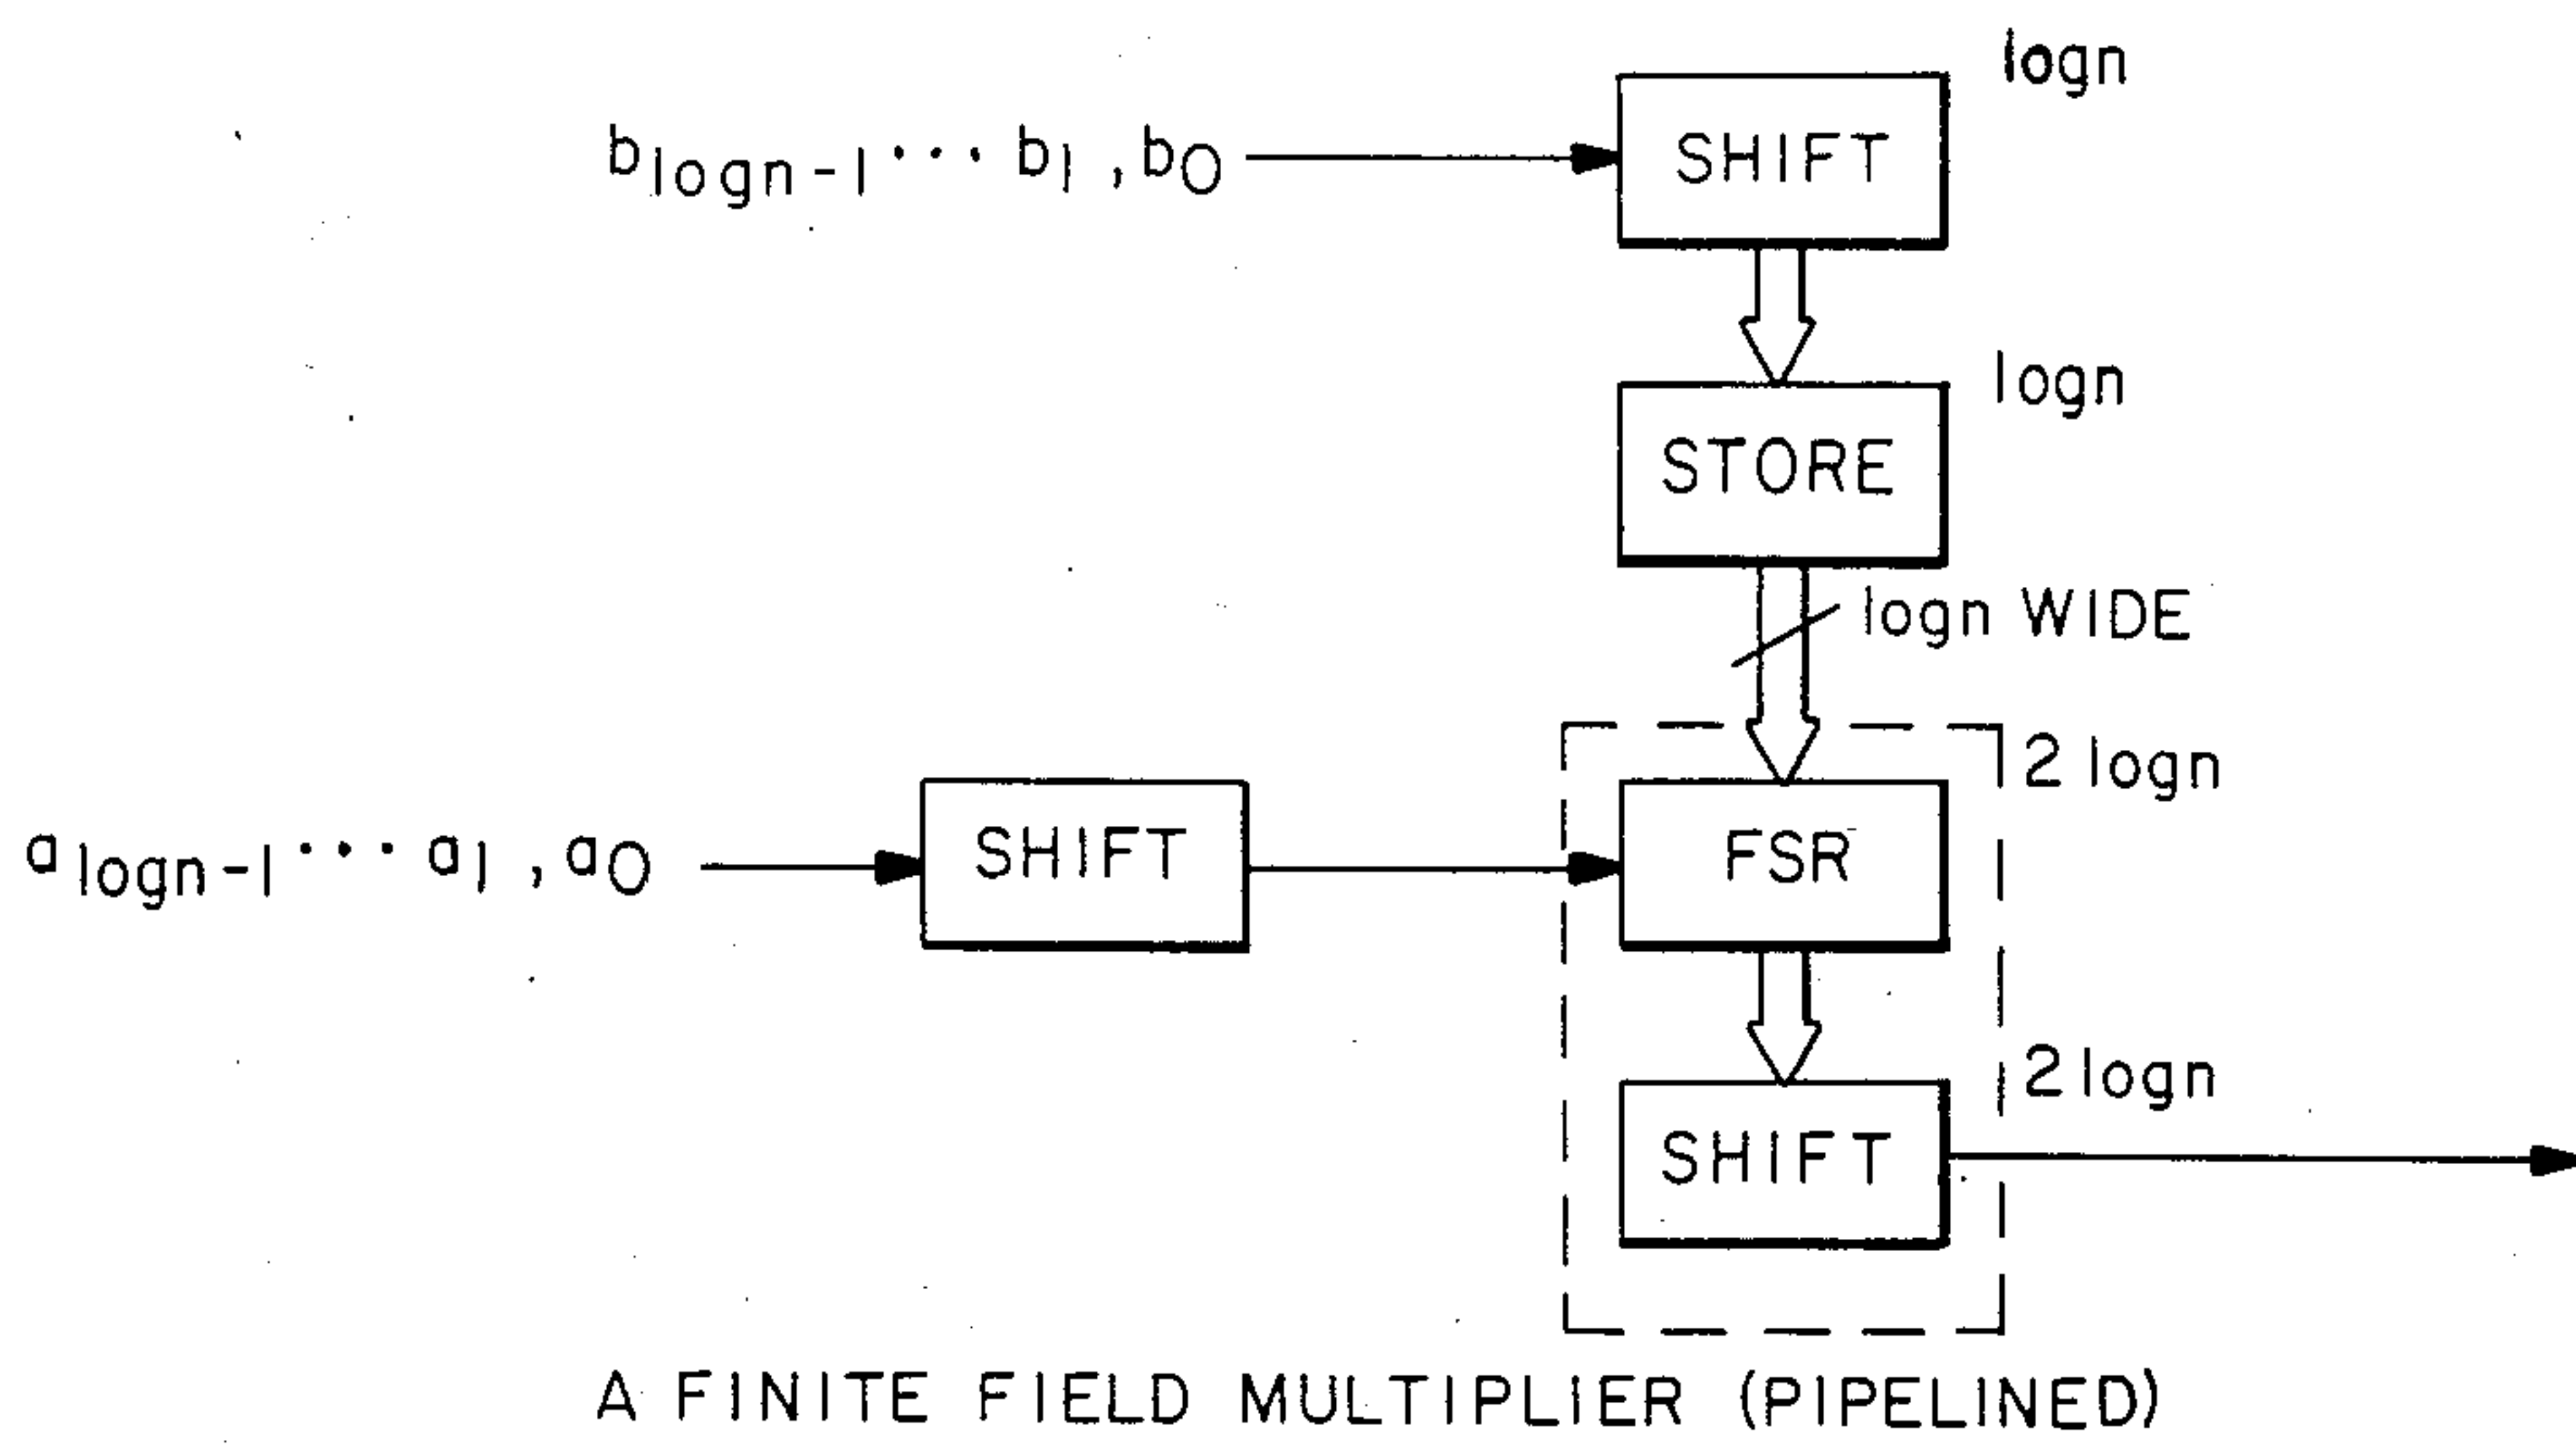 logn
b logn-1 ... b1 , b0
SHIFT
logn
STORE
logn WIDE
2 logn
a logn-1 ... a1 , a0
SHIFT
FSR
2 logn
SHIFT
A FINITE FIELD MULTIPLIER (PIPELINED)